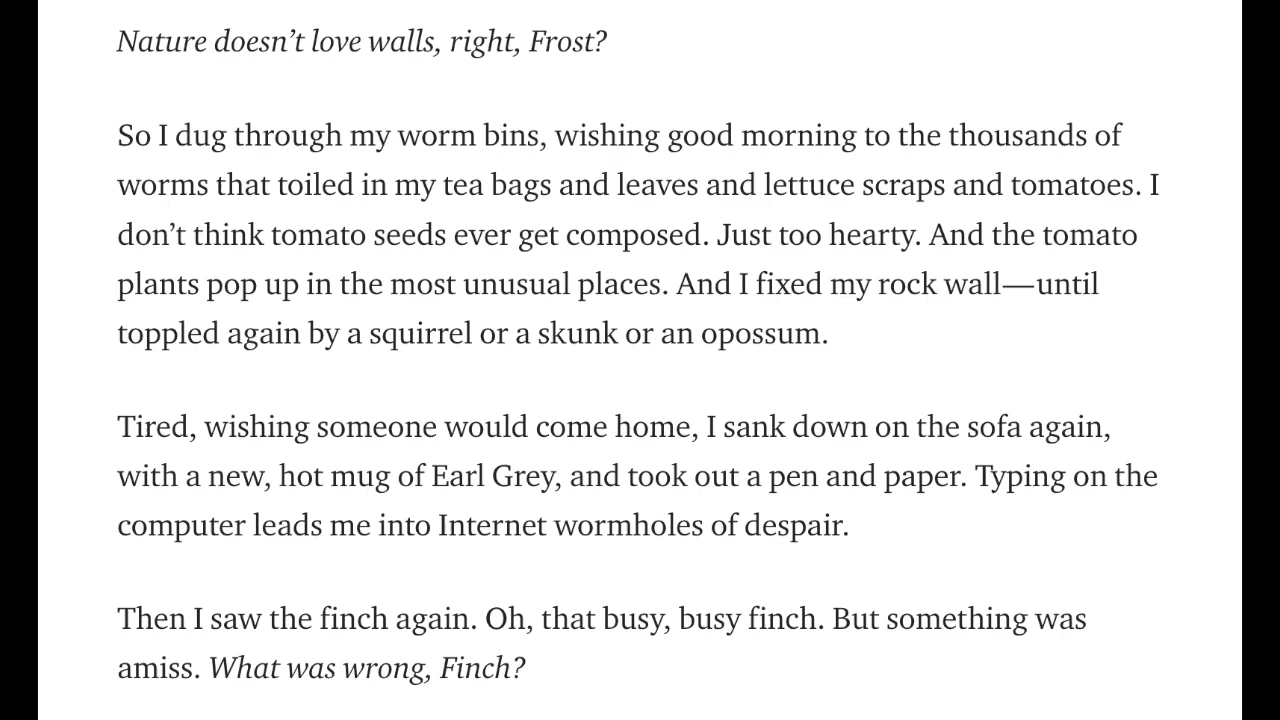 Nature doesn’t love walls, right, Frost?
So I dug through my worm bins, wishing good morning to the thousands of
worms that toiled in my tea bags and leaves and lettuce scraps and tomatoes. I
don’t think tomato seeds ever get composed. Just too hearty. And the tomato
plants pop up in the most unusual places. And I fixed my rock wall—until
toppled again by a squirrel or a skunk or an opossum.
Tired, wishing someone would come home, I sank down on the sofa again,
with a new, hot mug of Earl Grey, and took out a pen and paper. Typing on the
computer leads me into Internet wormholes of despair.
Then I saw the finch again. Oh, that busy, busy finch. But something was
amiss. What was wrong, Finch?